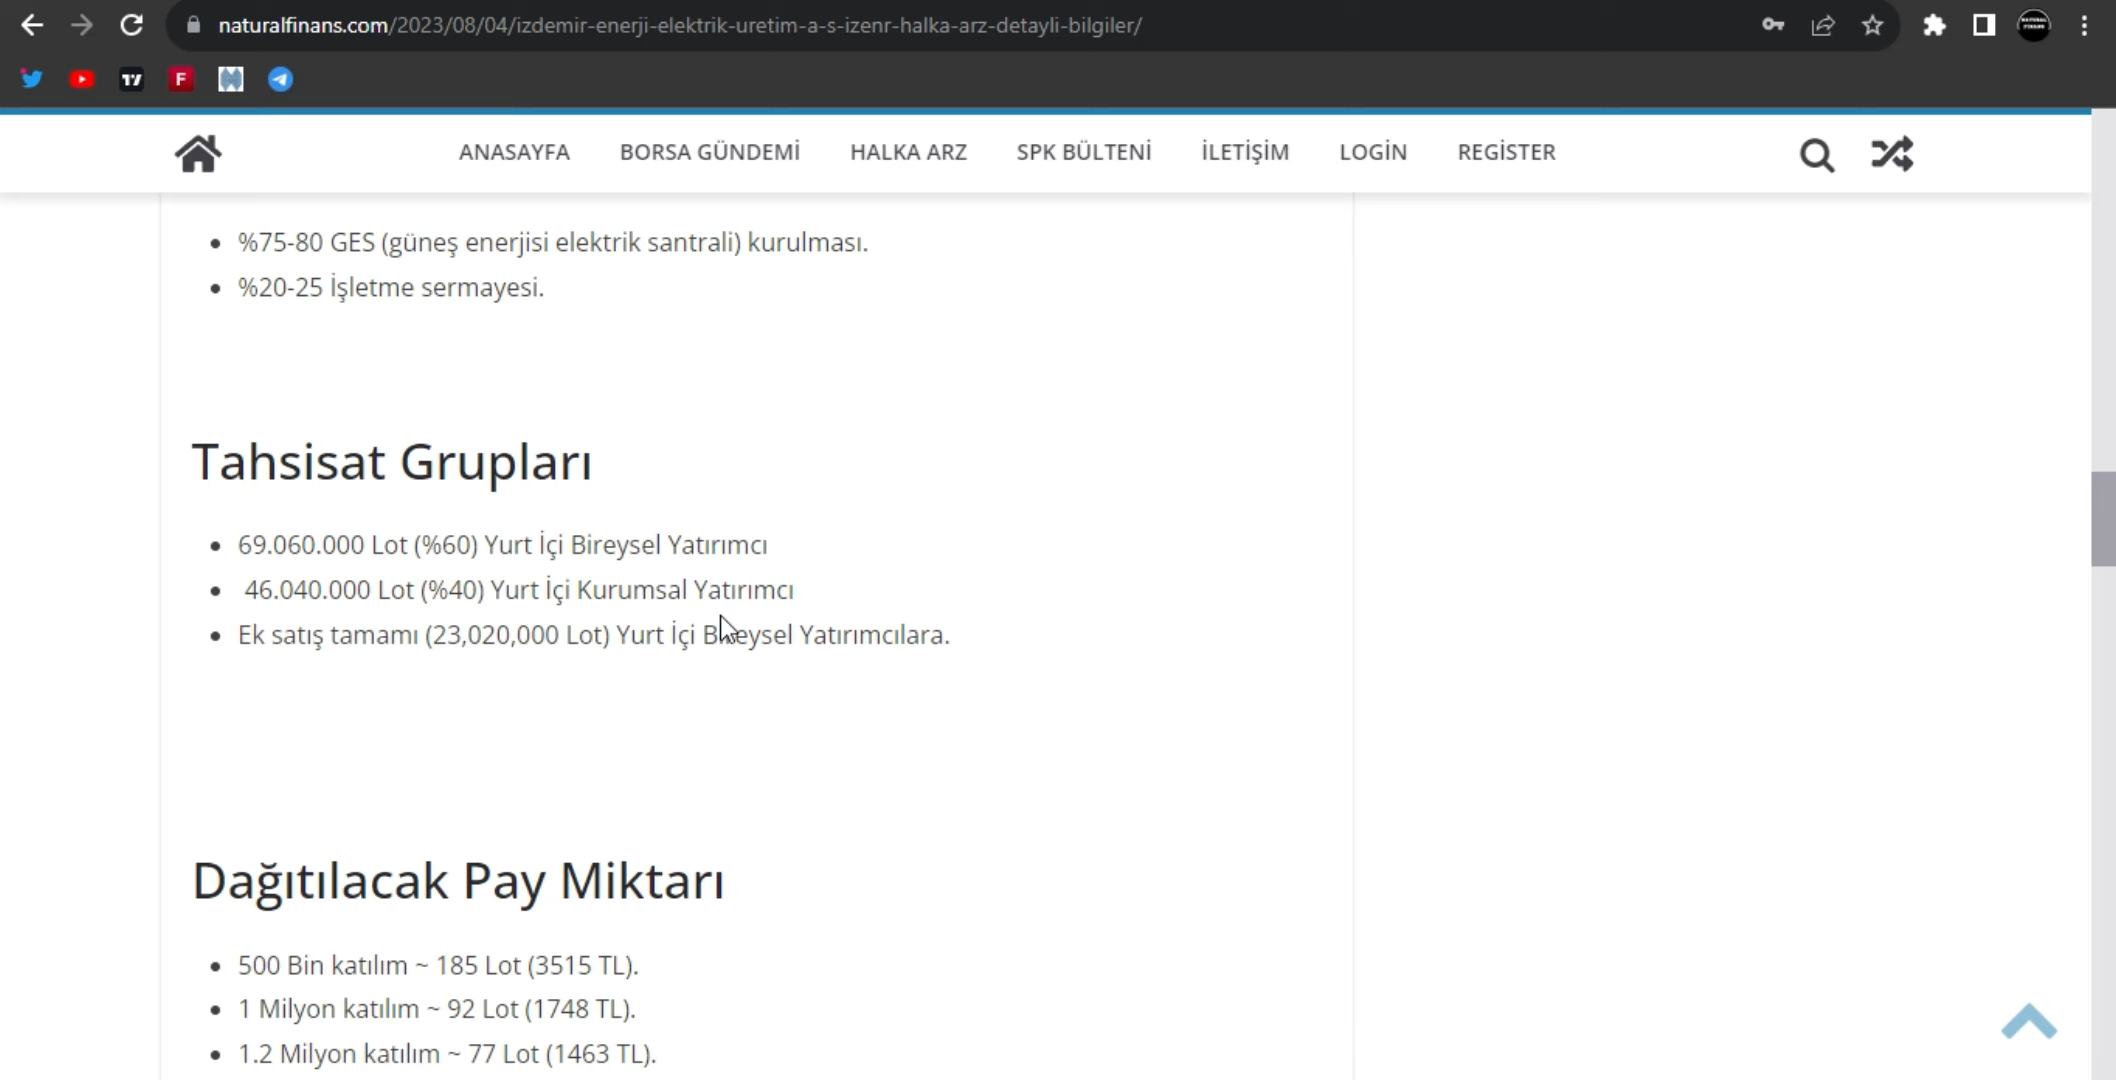 naturalfinans.com/2023/08/04/izdemir-enerji-elektrik-uretim-a-s-izenr-halka-arz-detayli-bilgiler/
ANASAYFA BORSA GÜNDEMİ HALKA ARZ SPK BÜLTENİ İLETİŞİM LOGİN REGİSTER
• %75-80 GES (güneş enerjisi elektrik santrali) kurulması.
• %20-25 İşletme sermayesi.
Tahsisat Grupları
• 69.060.000 Lot (%60) Yurt İçi Bireysel Yatırımcı
• 46.040.000 Lot (%40) Yurt İçi Kurumsal Yatırımcı
• Ek satış tamamı (23,020,000 Lot) Yurt İçi Bireysel Yatırımcılara.
Dağıtılacak Pay Miktarı
• 500 Bin katılım ~ 185 Lot (3515 TL).
• 1 Milyon katılım ~ 92 Lot (1748 TL).
• 1.2 Milyon katılım ~ 77 Lot (1463 TL).